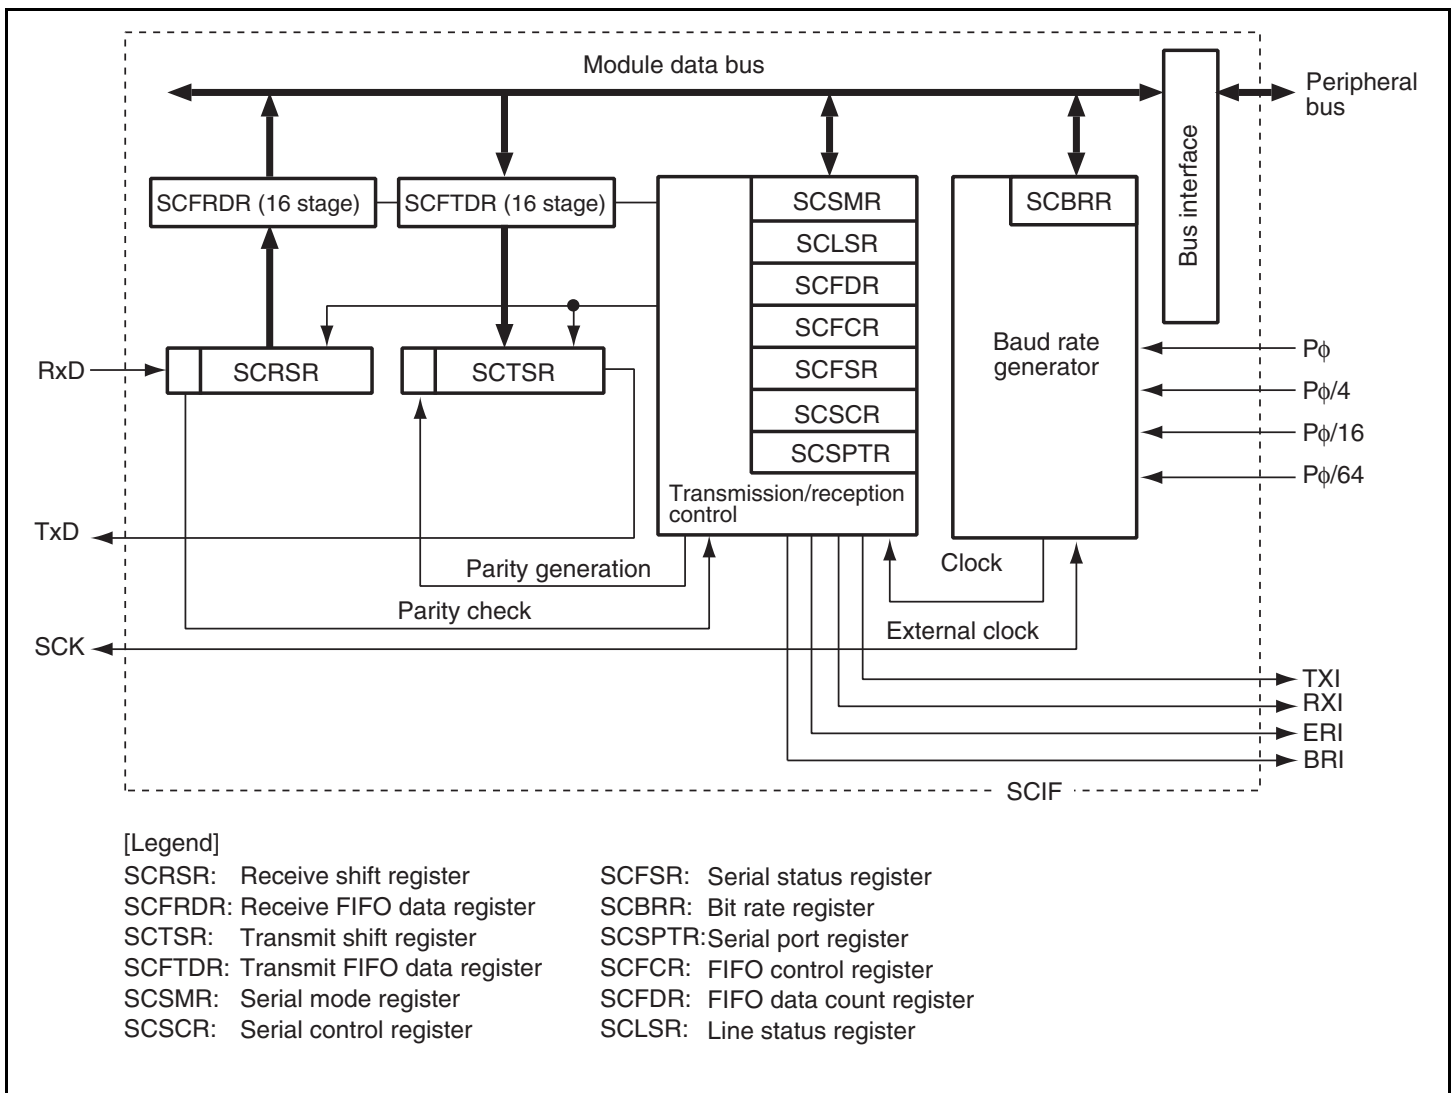 Module data bus
Peripheral
bus
Bus interface
SCFRDR (16 stage)
SCFTDR (16 stage)
SCSMR
SCLSR
SCFDR
SCFCR
SCFSR
SCSCR
SCSPTR
Transmission/reception
control
SCBRR
Baud rate
generator
Pϕ
Pϕ/4
Pϕ/16
Pϕ/64
RxD
SCRSR
SCTSR
TxD
Parity generation
Parity check
Clock
External clock
SCK
TXI
RXI
ERI
BRI
SCIF
[Legend]
SCRSR: Receive shift register
SCFRDR: Receive FIFO data register
SCTSR: Transmit shift register
SCFTDR: Transmit FIFO data register
SCSMR: Serial mode register
SCSCR: Serial control register
SCFSR: Serial status register
SCBRR: Bit rate register
SCSPTR: Serial port register
SCFCR: FIFO control register
SCFDR: FIFO data count register
SCLSR: Line status register